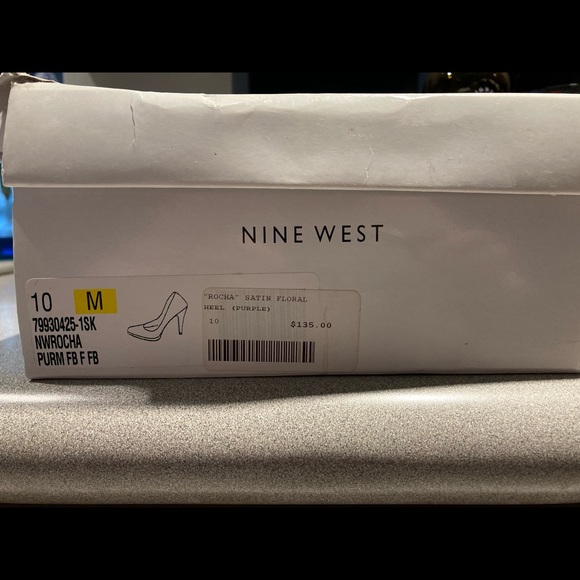 NINE WEST
10 M
79930425-1SK
NWROCHA
PURM FB F FB
"ROCHA" SATIN FLORAL
HEEL (PURPLE)
10
$135.00